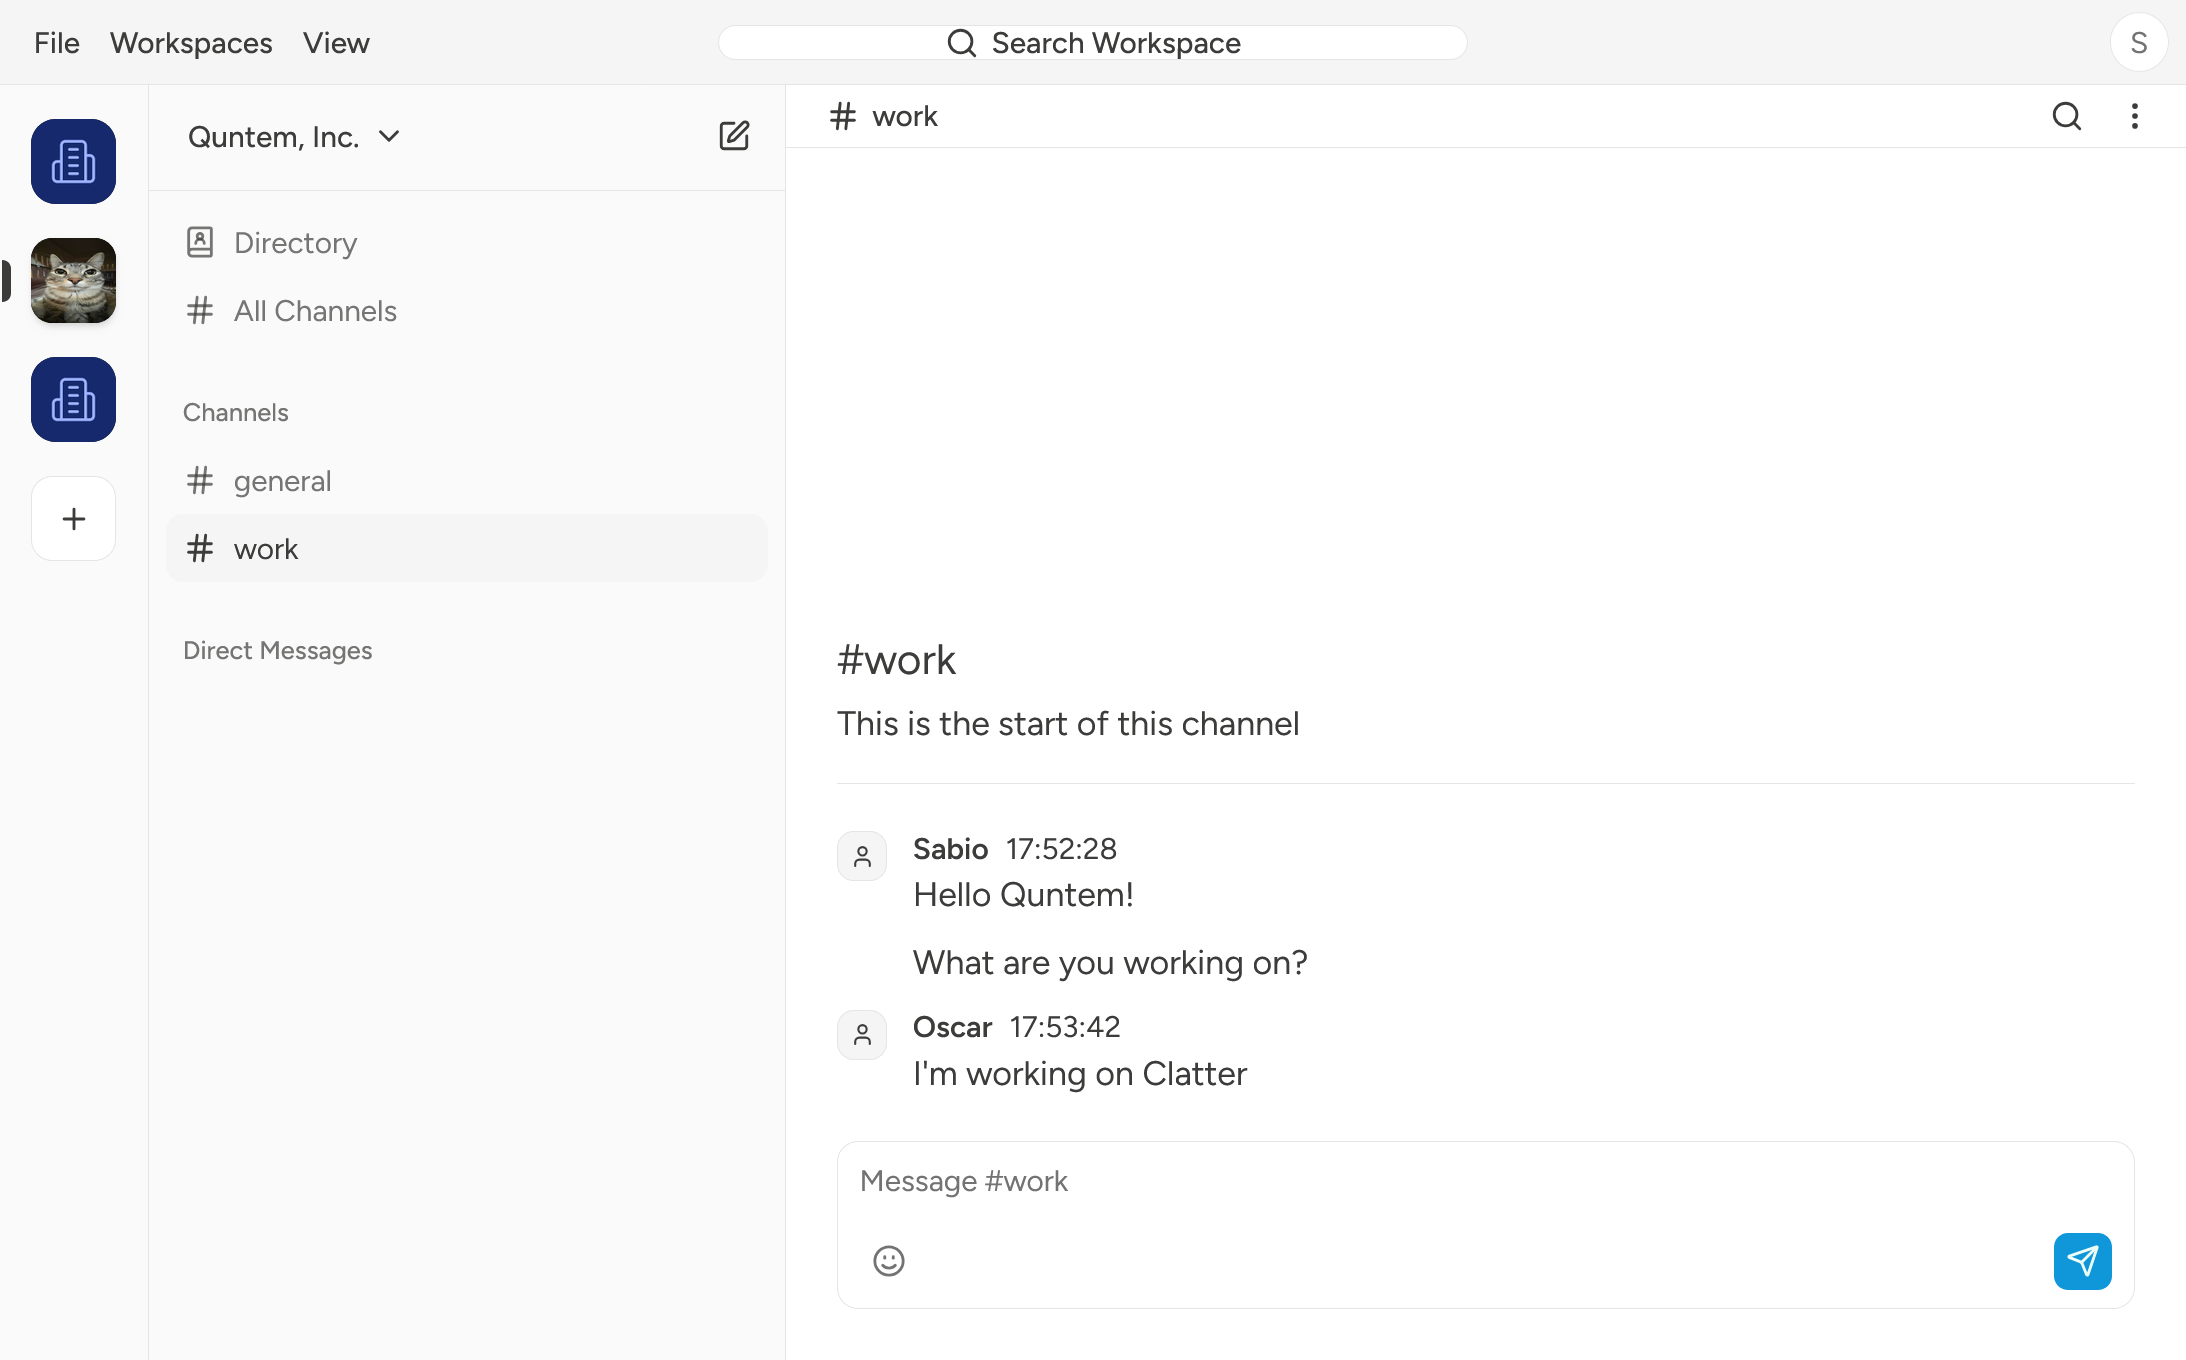 File Workspaces View
Search Workspace
S
Quntem, Inc.
Directory
All Channels
Channels
general
work
Direct Messages
# work
#work
This is the start of this channel
Sabio 17:52:28
Hello Quntem!
What are you working on?
Oscar 17:53:42
I'm working on Clatter
Message #work